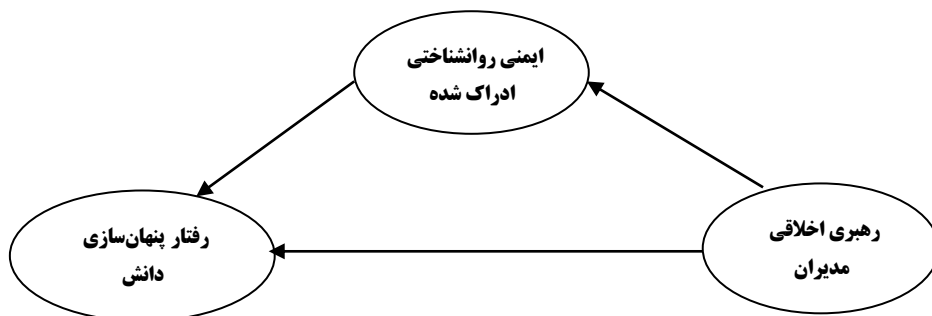 ایمنی روانشناختی
ادراک شده
رهبری اخلاقی
مدیران
رفتار پنهان‌سازی
دانش